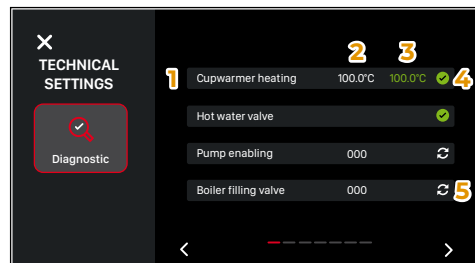 TECHNICAL
SETTINGS
Diagnostic
2 3
1 Cupwarmer heating 100.0°C 100.0°C 4
Hot water valve
Pump enabling 000
Boiler filling valve 000 5